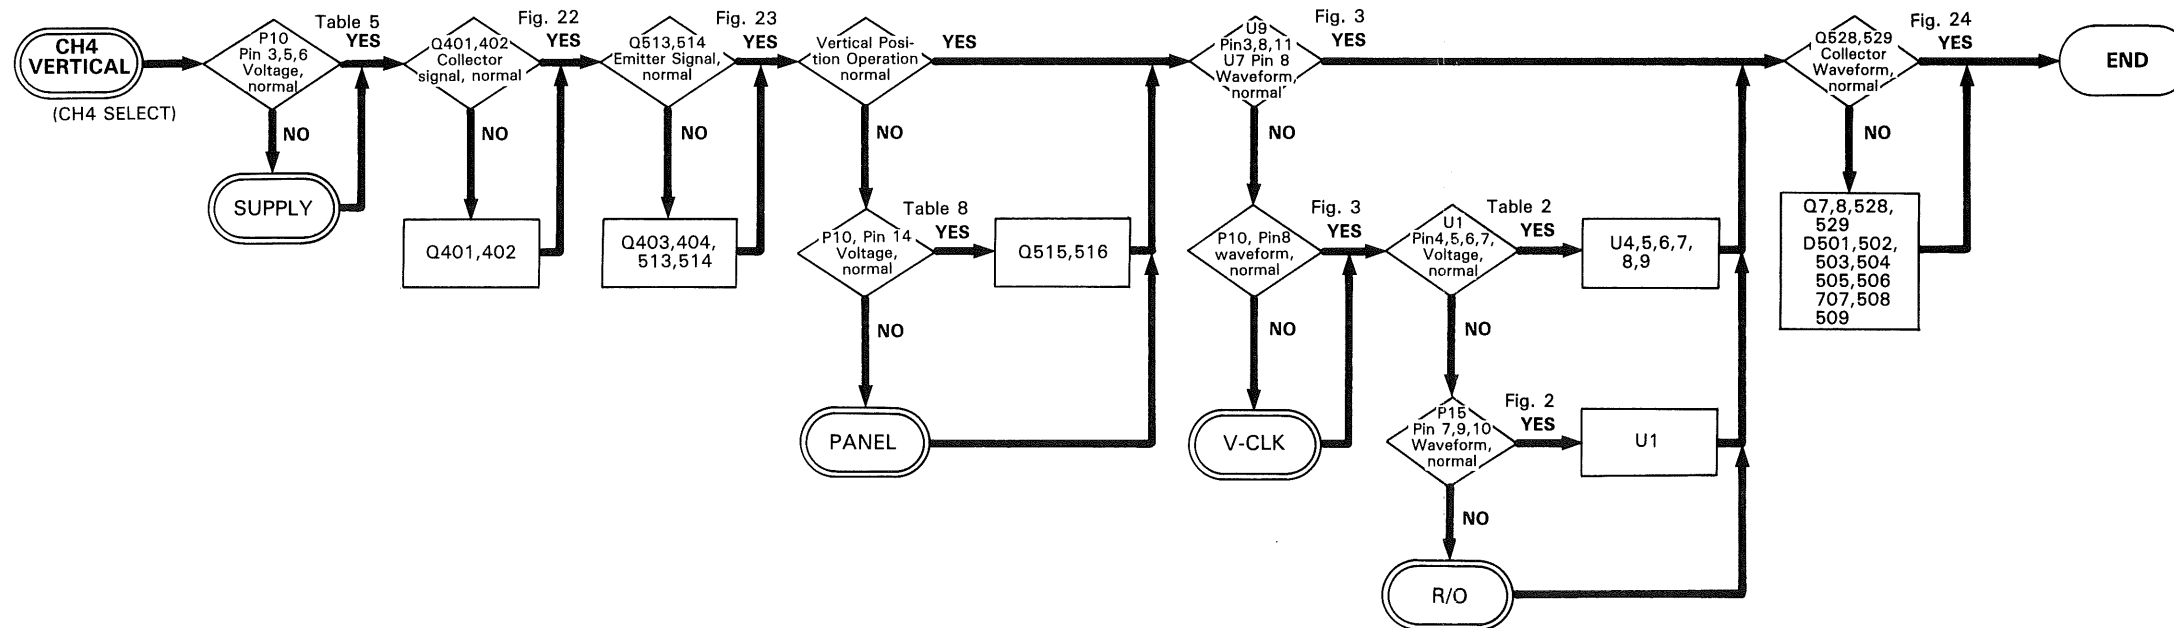 CH4
VERTICAL
(CH4 SELECT)
P10
Pin 3,5,6
Voltage,
normal
Table 5
YES
NO
SUPPLY
Q401,402
Collector
signal, normal
Fig. 22
YES
NO
Q401,402
Q513,514
Emitter Signal,
normal
Fig. 23
YES
NO
Q403,404,
513,514
Vertical Posi-
tion Operation
normal
YES
NO
P10, Pin 14
Voltage,
normal
Table 8
YES
Q515,516
NO
PANEL
U9
Pin3,8,11
U7 Pin 8
Waveform,
normal
Fig. 3
YES
NO
P10, Pin8
waveform,
normal
Fig. 3
YES
NO
V-CLK
U1
Pin4,5,6,7,
Voltage,
normal
Table 2
YES
U4,5,6,7,
8,9
NO
P15
Pin 7,9,10
Waveform,
normal
Fig. 2
YES
U1
NO
R/O
Q528,529
Collector
Waveform,
normal
Fig. 24
YES
NO
Q7,8,528,
529
D501,502,
503,504
505,506
707,508
509
END